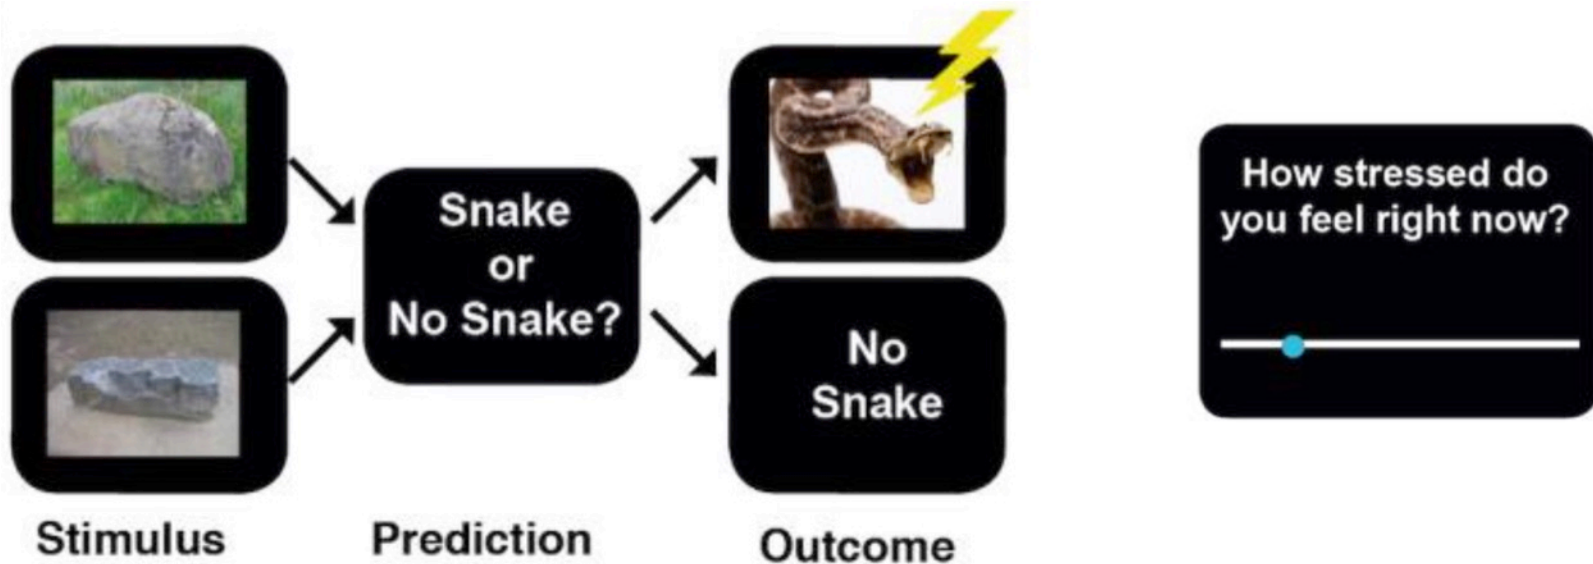 Snake
or
No Snake?
No
Snake
How stressed do
you feel right now?
Stimulus
Prediction
Outcome